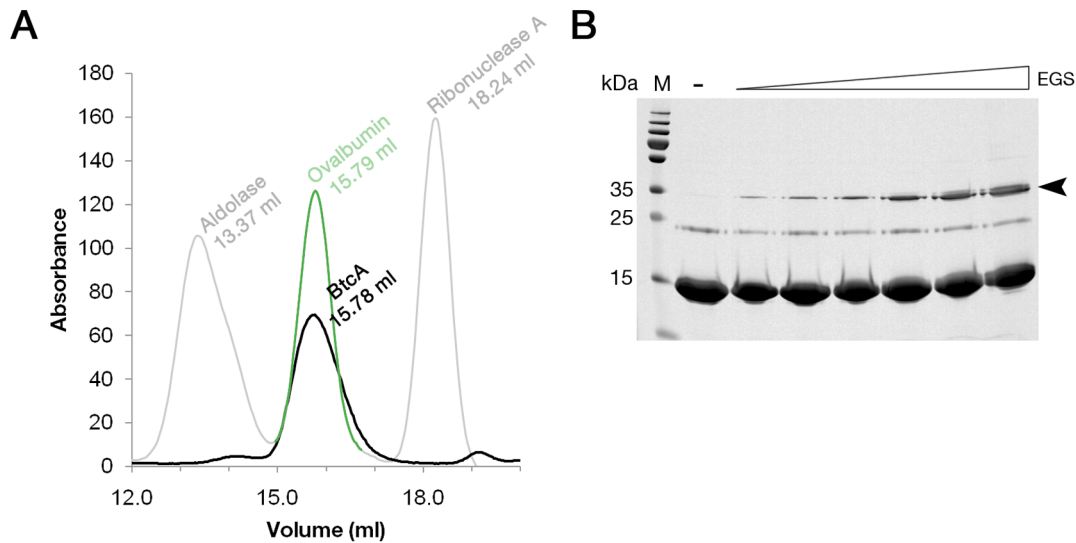 A
180
160
140
120
100
80
60
40
20
0
Absorbance
12.0
15.0
18.0
Volume (ml)
Aldolase
13.37 ml
Ovalbumin
15.79 ml
BtcA
15.78 ml
Ribonuclease A
18.24 ml
B
kDa M - EGS
35
25
15